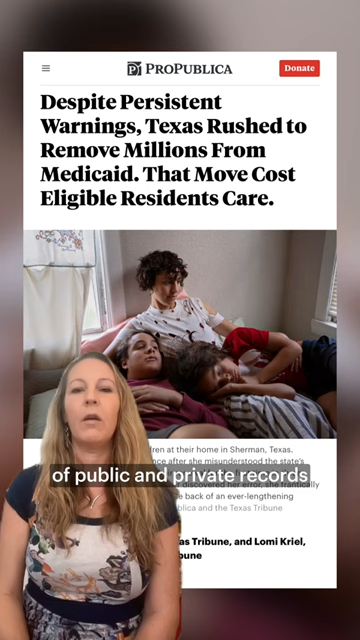 PROPUBLICA
Donate
Despite Persistent
Warnings, Texas Rushed to
Remove Millions From
Medicaid. That Move Cost
Eligible Residents Care.
dren at their home in Sherman, Texas.
nce after she misunderstood the state's
of public and private records
discovered her error, she frantically
e back of an ever-lengthening
blica and the Texas Tribune
as Tribune, and Lomi Kriel,
bune